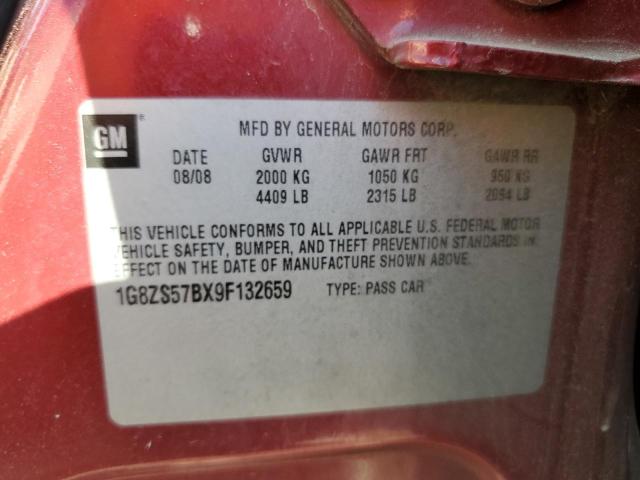 GM ®
MFD BY GENERAL MOTORS CORP.
DATE GVWR GAWR FRT GAWR RR
08/08 2000 KG 1050 KG 950 KG
4409 LB 2315 LB 2094 LB
THIS VEHICLE CONFORMS TO ALL APPLICABLE U.S. FEDERAL MOTOR
VEHICLE SAFETY, BUMPER, AND THEFT PREVENTION STANDARDS IN
EFFECT ON THE DATE OF MANUFACTURE SHOWN ABOVE.
1G8ZS57BX9F132659 TYPE: PASS CAR